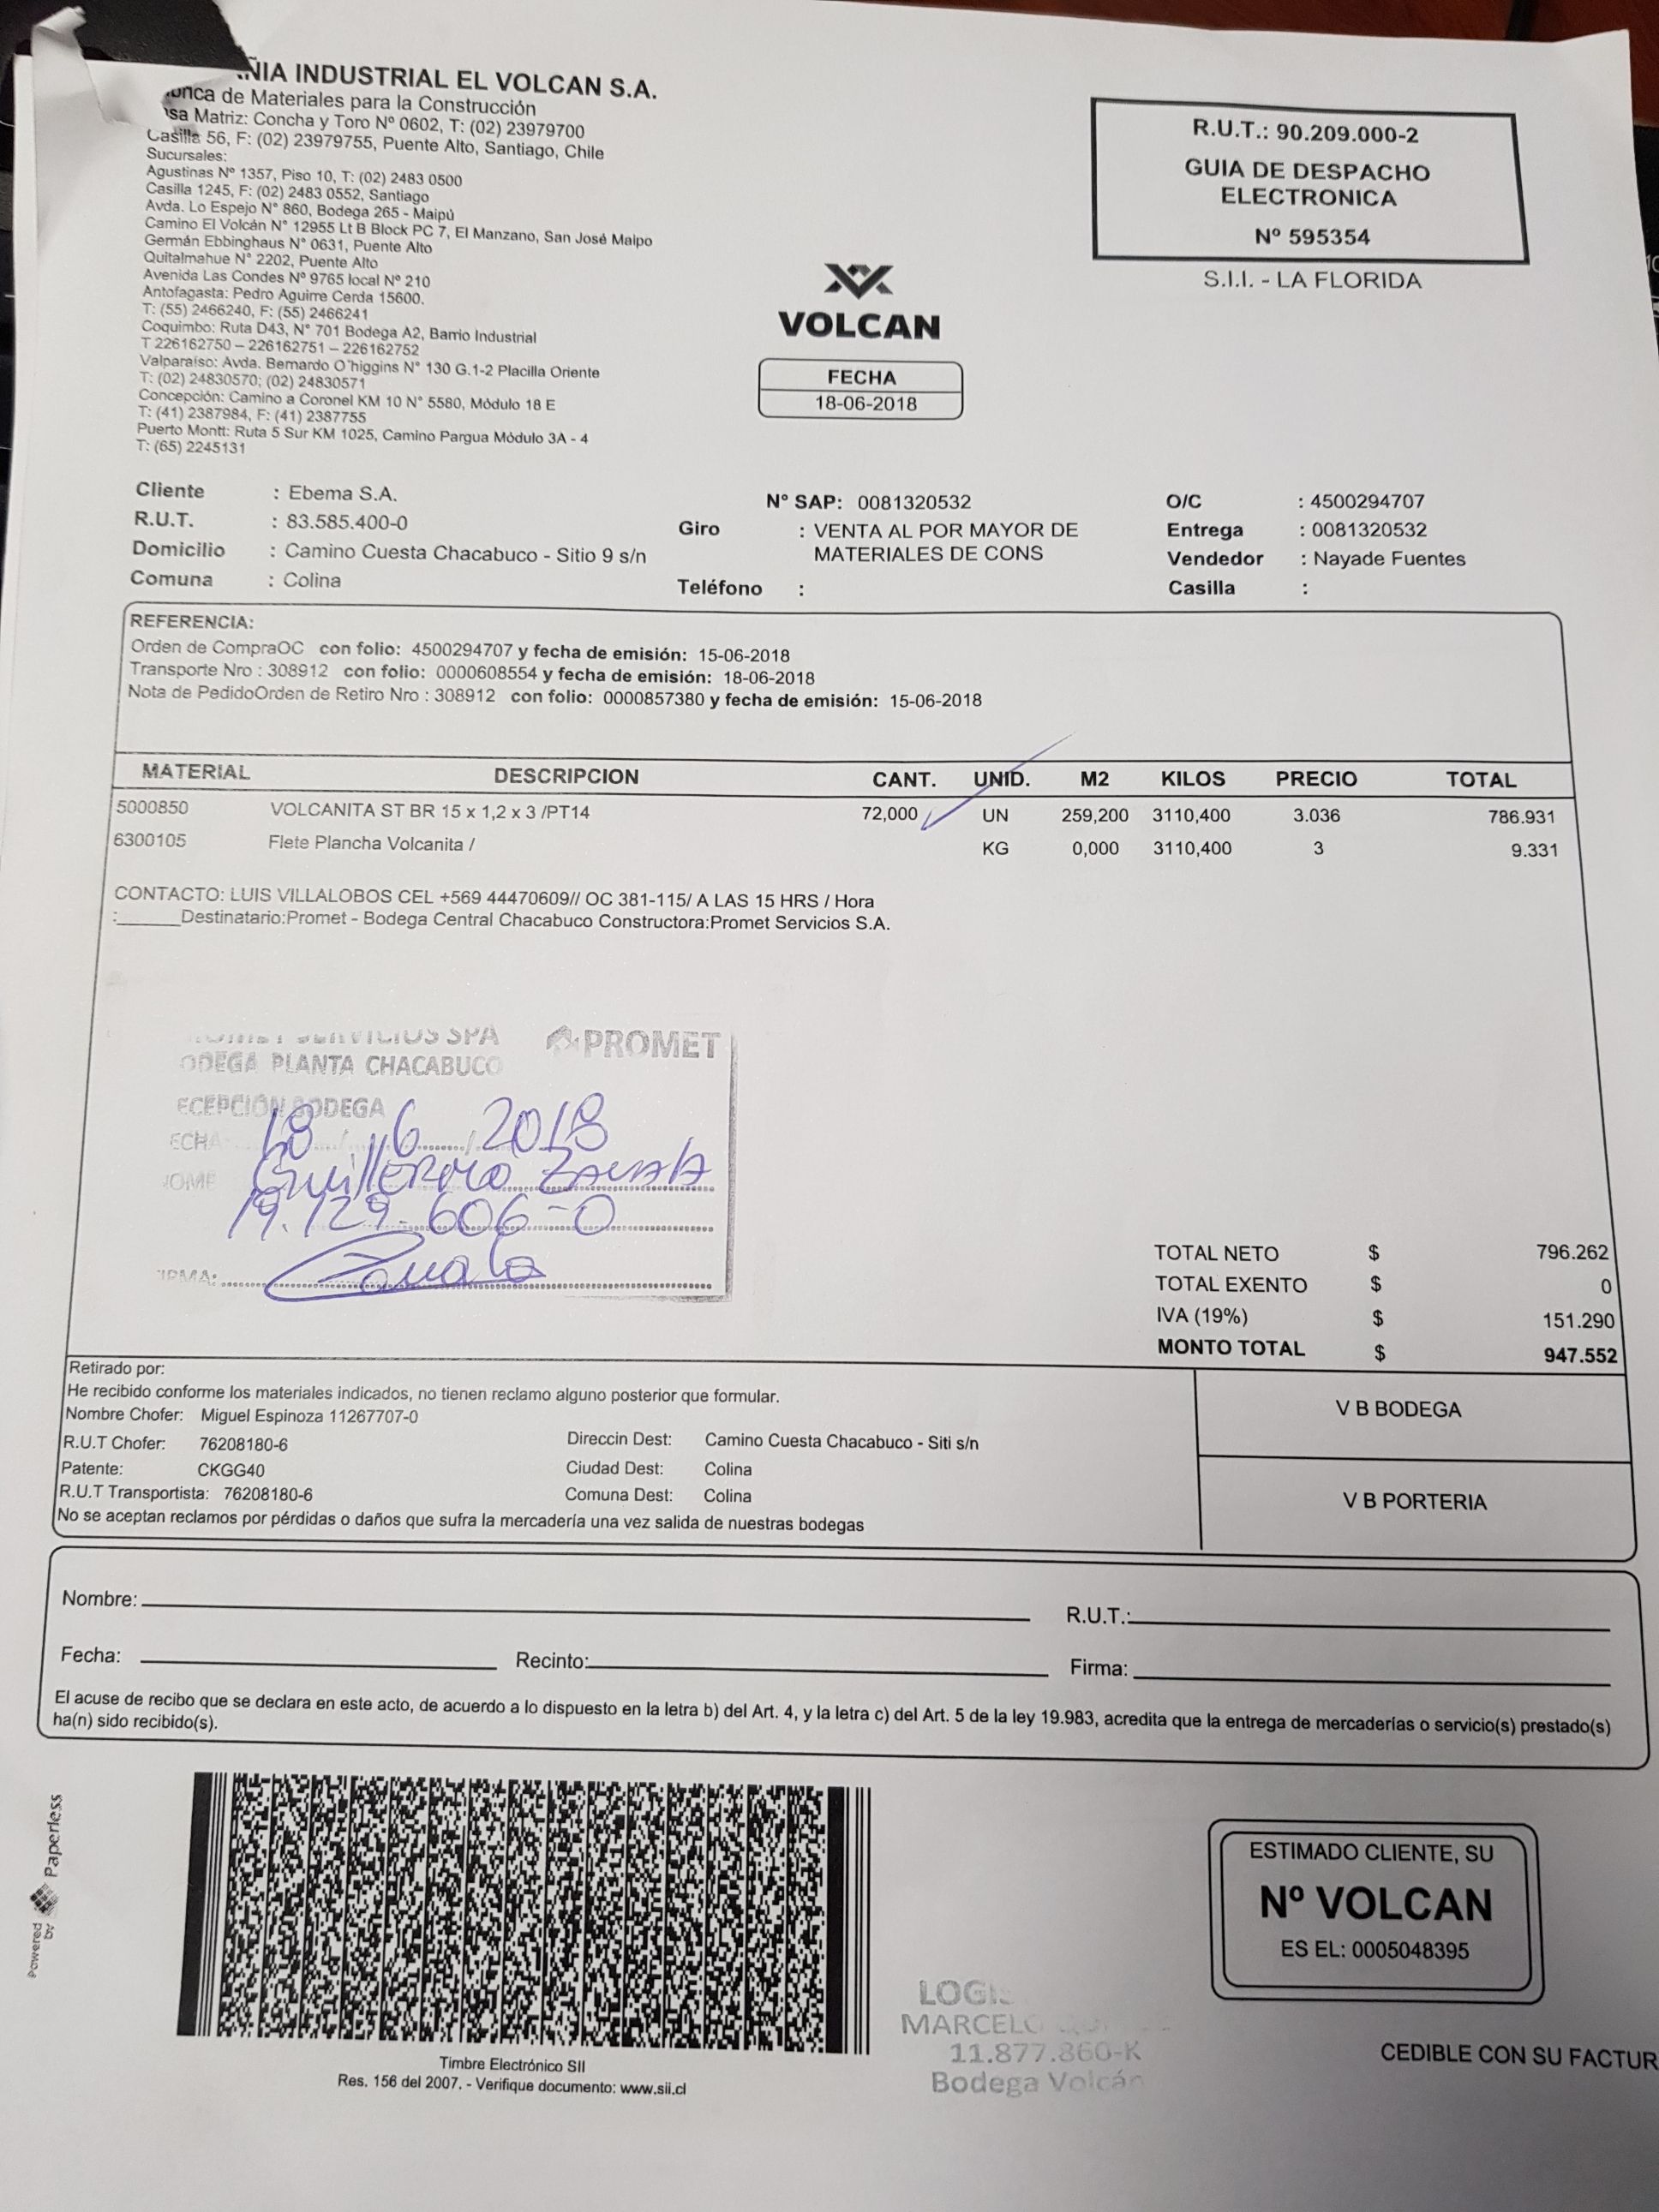 INDUSTRIAL EL VOLCAN S.A.
de Materiales para la Construcción
Matriz: Concha y Toro Nº 0602, T: (02) 23979700
Casilla 56, F: (02) 23979755, Puente Alto, Santiago, Chile
Sucursales:
Agustinas Nº 1357, Piso 10, T: (02) 2483 0500
Casilla 1245, F: (02) 2483 0552, Santiago
Avda. Lo Espejo N° 860, Bodega 265 - Maipú
Camino El Volcán N° 12955 Lt B Block PC 7, El Manzano, San José Maipo
Germán Ebbinghaus N° 0631, Puente Alto
Quitalmahue N° 2202, Puente Alto
Avenida Las Condes Nº 9765 local Nº 210
Antofagasta: Pedro Aguirre Cerda 15600.
T: (55) 2466240, F: (55) 2466241
Coquimbo: Ruta D43, N° 701 Bodega A2, Barrio Industrial
T 226162750 – 226162751 – 226162752
Valparaíso: Avda. Bernardo O'higgins N° 130 G.1-2 Placilla Oriente
T: (02) 24830570; (02) 24830571
Concepción: Camino a Coronel KM 10 N° 5580, Módulo 18 E
T: (41) 2387984, F: (41) 2387755
Puerto Montt: Ruta 5 Sur KM 1025, Camino Pargua Módulo 3A - 4
T: (65) 2245131
VOLCAN
FECHA
18-06-2018
R.U.T.: 90.209.000-2
GUIA DE DESPACHO
ELECTRONICA
Nº 595354
S.I.I. - LA FLORIDA
Cliente : Ebema S.A.
R.U.T. : 83.585.400-0
Domicilio : Camino Cuesta Chacabuco - Sitio 9 s/n
Comuna : Colina
N° SAP: 0081320532
Giro : VENTA AL POR MAYOR DE
MATERIALES DE CONS
Teléfono :
O/C : 4500294707
Entrega : 0081320532
Vendedor : Nayade Fuentes
Casilla :
REFERENCIA:
Orden de CompraOC con folio: 4500294707 y fecha de emisión: 15-06-2018
Transporte Nro : 308912 con folio: 0000608554 y fecha de emisión: 18-06-2018
Nota de PedidoOrden de Retiro Nro : 308912 con folio: 0000857380 y fecha de emisión: 15-06-2018
MATERIAL DESCRIPCION CANT. UNID. M2 KILOS PRECIO TOTAL
5000850 VOLCANITA ST BR 15 x 1,2 x 3 /PT14 72,000 UN 259,200 3110,400 3.036 786.931
6300105 Flete Plancha Volcanita / KG 0,000 3110,400 3 9.331
CONTACTO: LUIS VILLALOBOS CEL +569 44470609// OC 381-115/ A LAS 15 HRS / Hora
:______Destinatario:Promet - Bodega Central Chacabuco Constructora:Promet Servicios S.A.
SERVICIOS SPA PROMET
ODEGA PLANTA CHACABUCO
ECEPCIÓN BODEGA
ECHA 18 / 6 / 2018
OME Guillermo Zavala
19.129.606-0
IRMA: Zavala
TOTAL NETO $ 796.262
TOTAL EXENTO $ 0
IVA (19%) $ 151.290
MONTO TOTAL $ 947.552
Retirado por:
He recibido conforme los materiales indicados, no tienen reclamo alguno posterior que formular.
Nombre Chofer: Miguel Espinoza 11267707-0
R.U.T Chofer: 76208180-6 Direccin Dest: Camino Cuesta Chacabuco - Siti s/n
Patente: CKGG40 Ciudad Dest: Colina
R.U.T Transportista: 76208180-6 Comuna Dest: Colina
No se aceptan reclamos por pérdidas o daños que sufra la mercadería una vez salida de nuestras bodegas
V B BODEGA
V B PORTERIA
Nombre: R.U.T.:
Fecha: Recinto: Firma:
El acuse de recibo que se declara en este acto, de acuerdo a lo dispuesto en la letra b) del Art. 4, y la letra c) del Art. 5 de la ley 19.983, acredita que la entrega de mercaderías o servicio(s) prestado(s)
ha(n) sido recibido(s).
Powered by Paperless
Timbre Electrónico SII
Res. 156 del 2007. - Verifique documento: www.sii.cl
ESTIMADO CLIENTE, SU
Nº VOLCAN
ES EL: 0005048395
MARCELO
11.877.860-K
Bodega Volcán
CEDIBLE CON SU FACTUR